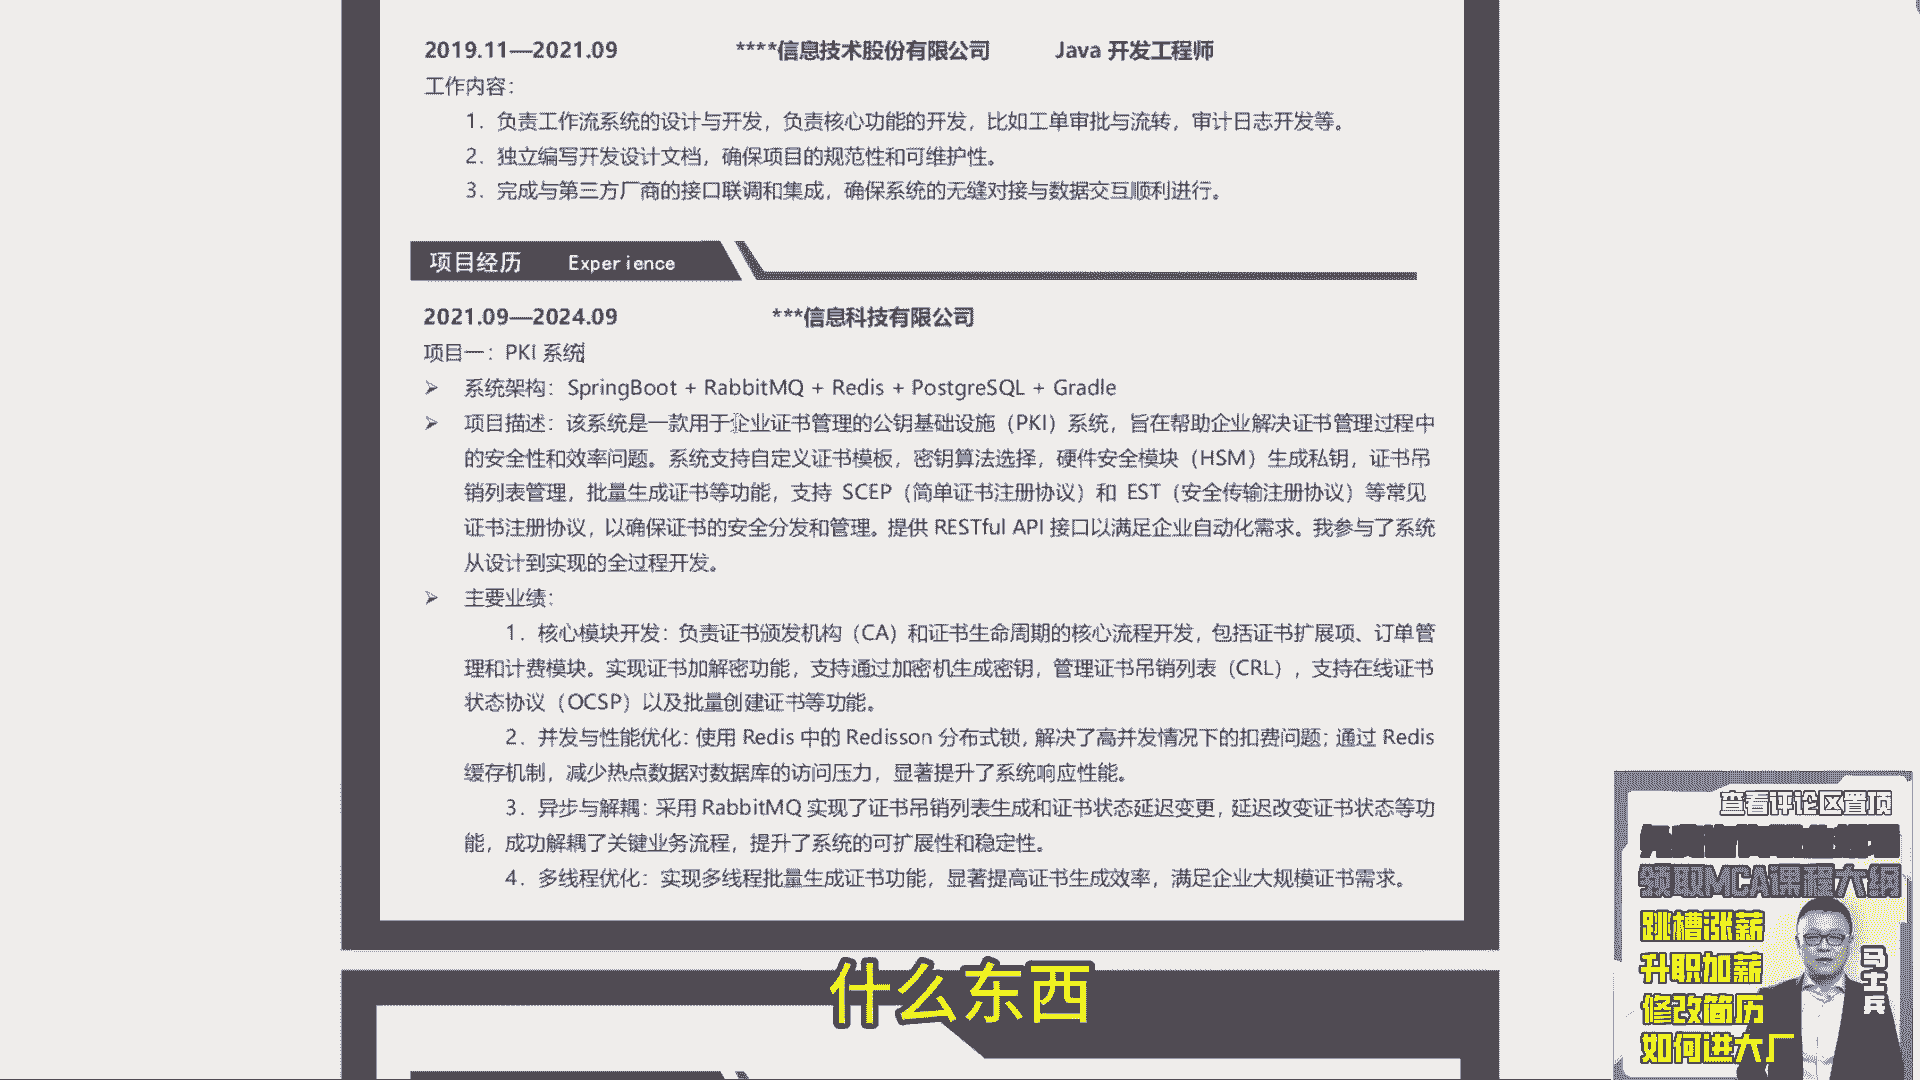 2019.11—2021.09 ****信息技术股份有限公司 Java 开发工程师
工作内容：
1. 负责工作流系统的设计与开发，负责核心功能的开发，比如工单审批与流转，审计日志开发等。
2. 独立编写开发设计文档，确保项目的规范性和可维护性。
3. 完成与第三方厂商的接口联调和集成，确保系统的无缝对接与数据交互顺利进行。
项目经历 Experience
2021.09—2024.09 ***信息科技有限公司
项目一：PKI 系统
➢ 系统架构：SpringBoot + RabbitMQ + Redis + PostgreSQL + Gradle
➢ 项目描述：该系统是一款用于企业证书管理的公钥基础设施（PKI）系统，旨在帮助企业解决证书管理过程中
的安全性和效率问题。系统支持自定义证书模板，密钥算法选择，硬件安全模块（HSM）生成私钥，证书吊
销列表管理，批量生成证书等功能，支持 SCEP（简单证书注册协议）和 EST（安全传输注册协议）等常见
证书注册协议，以确保证书的安全分发和管理。提供 RESTful API 接口以满足企业自动化需求。我参与了系统
从设计到实现的全过程开发。
➢ 主要业绩：
1. 核心模块开发：负责证书颁发机构（CA）和证书生命周期的核心流程开发，包括证书扩展项、订单管
理和计费模块。实现证书加解密功能，支持通过加密机生成密钥，管理证书吊销列表（CRL），支持在线证书
状态协议（OCSP）以及批量创建证书等功能。
2. 并发与性能优化：使用 Redis 中的 Redisson 分布式锁，解决了高并发情况下的扣费问题；通过 Redis
缓存机制，减少热点数据对数据库的访问压力，显著提升了系统响应性能。
3. 异步与解耦：采用 RabbitMQ 实现了证书吊销列表生成和证书状态延迟变更，延迟改变证书状态等功
能，成功解耦了关键业务流程，提升了系统的可扩展性和稳定性。
4. 多线程优化：实现多线程批量生成证书功能，显著提高证书生成效率，满足企业大规模证书需求。
什么东西
查看评论区置顶
领取MCA课程大纲
跳槽涨薪
升职加薪
修改简历
如何进大厂
马士兵